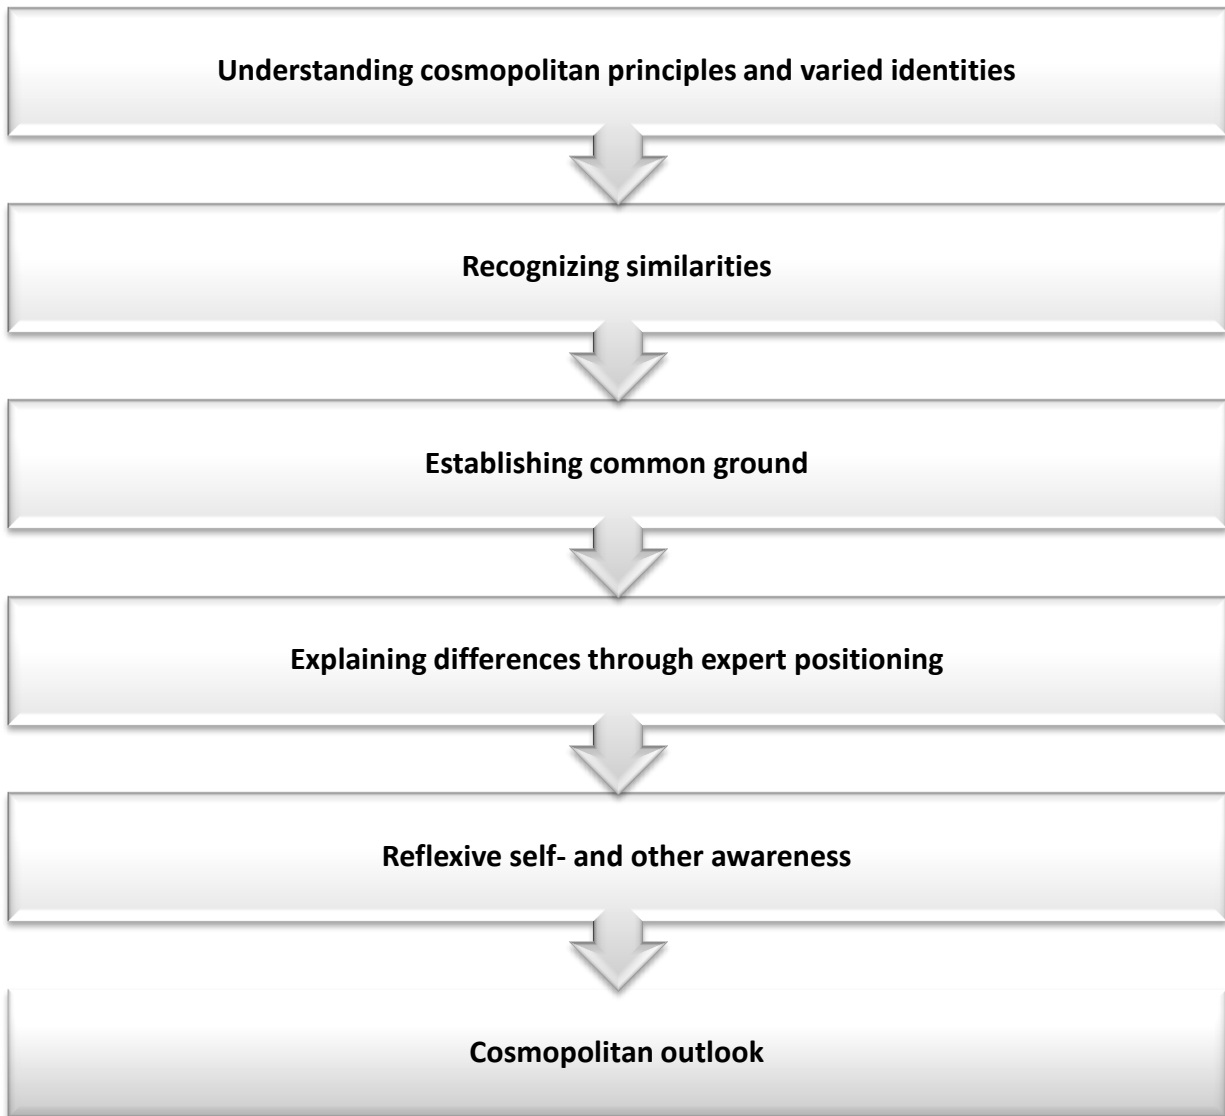 Understanding cosmopolitan principles and varied identities
Recognizing similarities
Establishing common ground
Explaining differences through expert positioning
Reflexive self- and other awareness
Cosmopolitan outlook